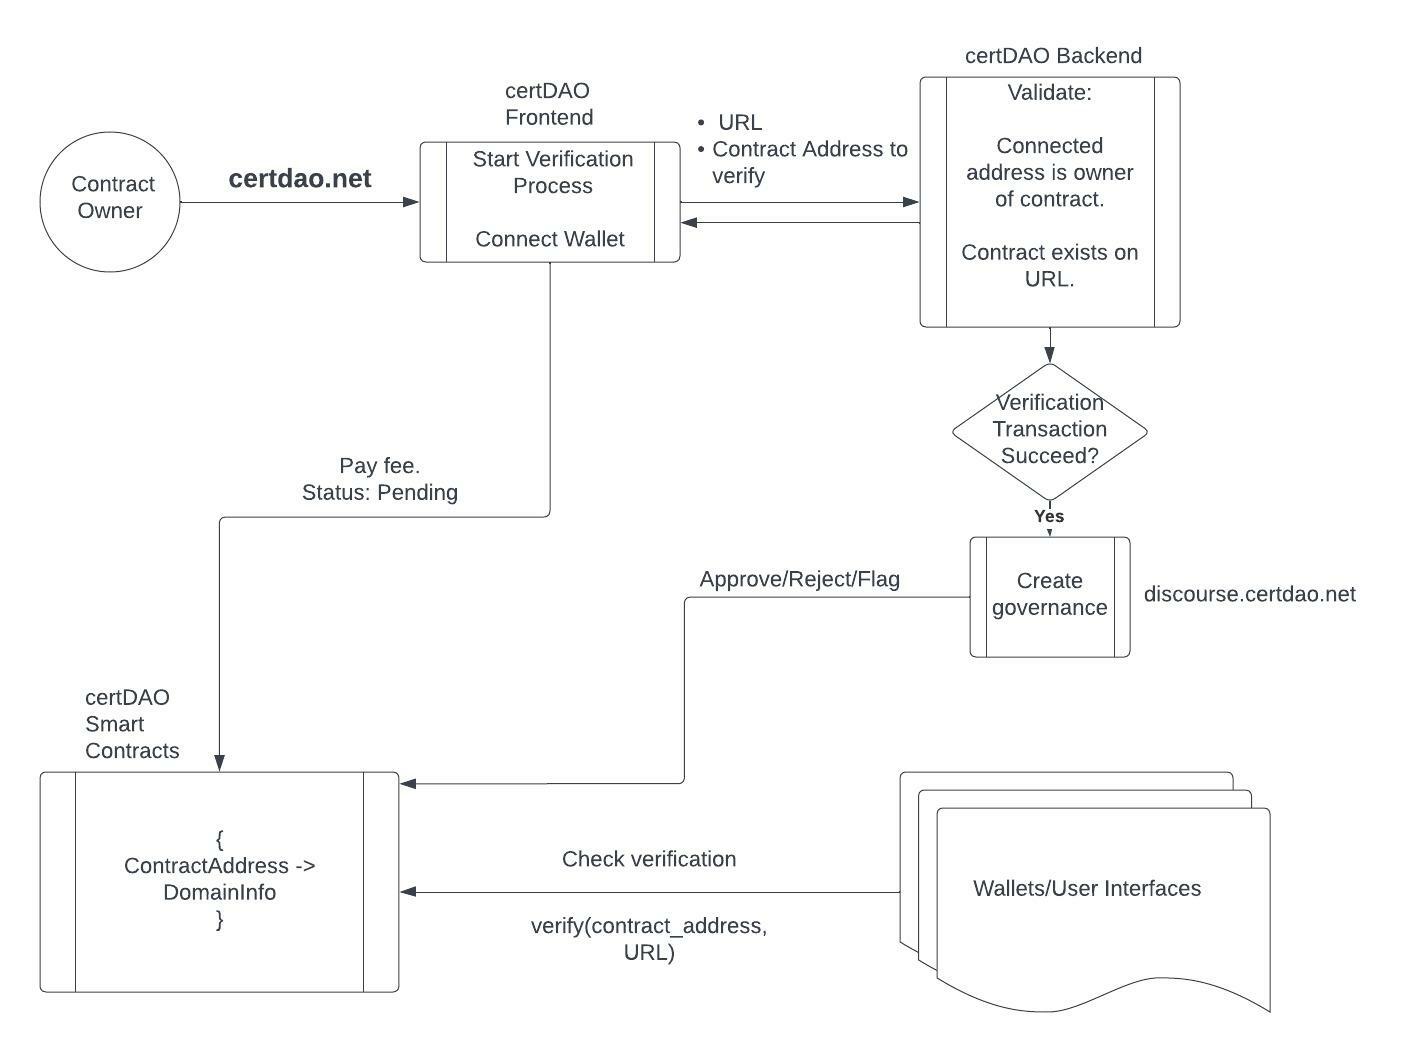 certDAO Backend
certDAO
Frontend
Validate:
Connected
address is owner
of contract.
Contract exists on
URL.
• URL
• Contract Address to
verify
Start Verification
Process
Connect Wallet
certdao.net
Contract
Owner
Verification
Transaction
Succeed?
Yes
Pay fee.
Status: Pending
Approve/Reject/Flag
Create
governance
discourse.certdao.net
certDAO
Smart
Contracts
{
ContractAddress ->
DomainInfo
}
Check verification
verify(contract_address,
URL)
Wallets/User Interfaces